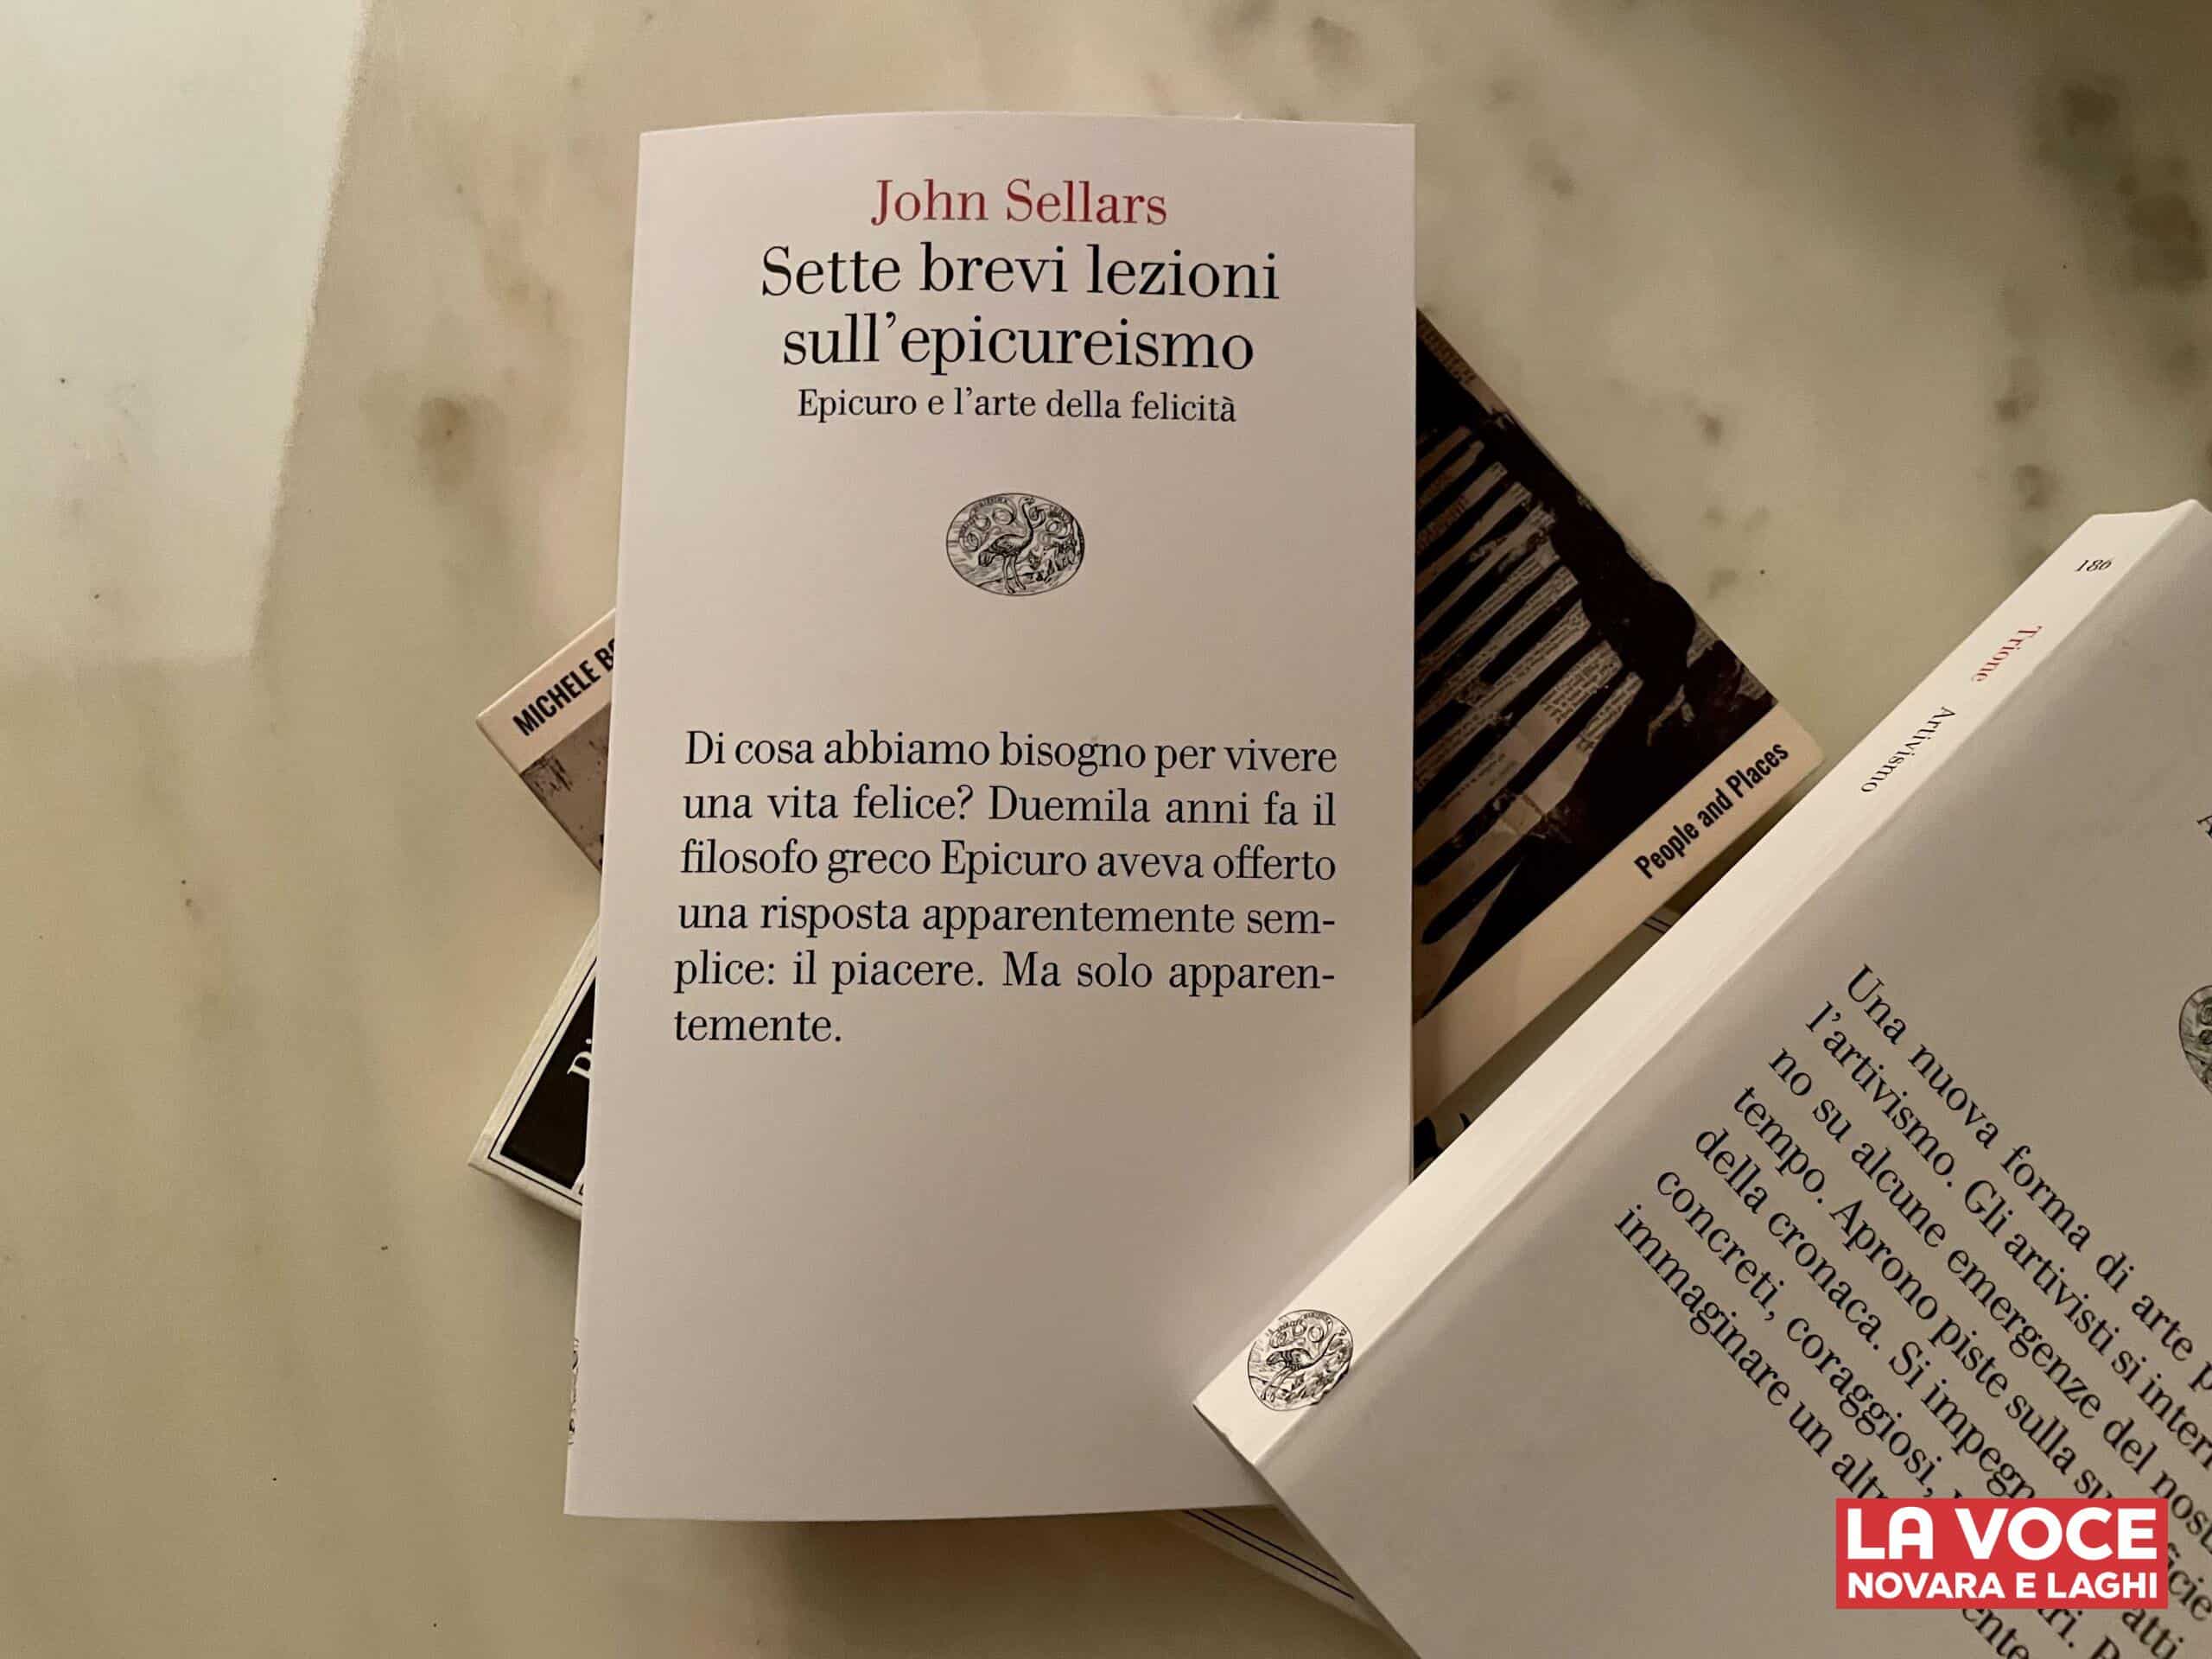 John Sellars
Sette brevi lezioni
sull'epicureismo
Epicuro e l'arte della felicità
Di cosa abbiamo bisogno per vivere
una vita felice? Duemila anni fa il
filosofo greco Epicuro aveva offerto
una risposta apparentemente sem-
plice: il piacere. Ma solo apparen-
temente.
MICHELE
People and Places
186 Trione Artivismo
Una nuova forma di arte
l'artivismo. Gli artivisti si
no su alcune emergenze del
tempo. Aprono piste sulla
della cronaca. Si
concreti, coraggiosi,
immaginare un
LA VOCE
NOVARA E LAGHI